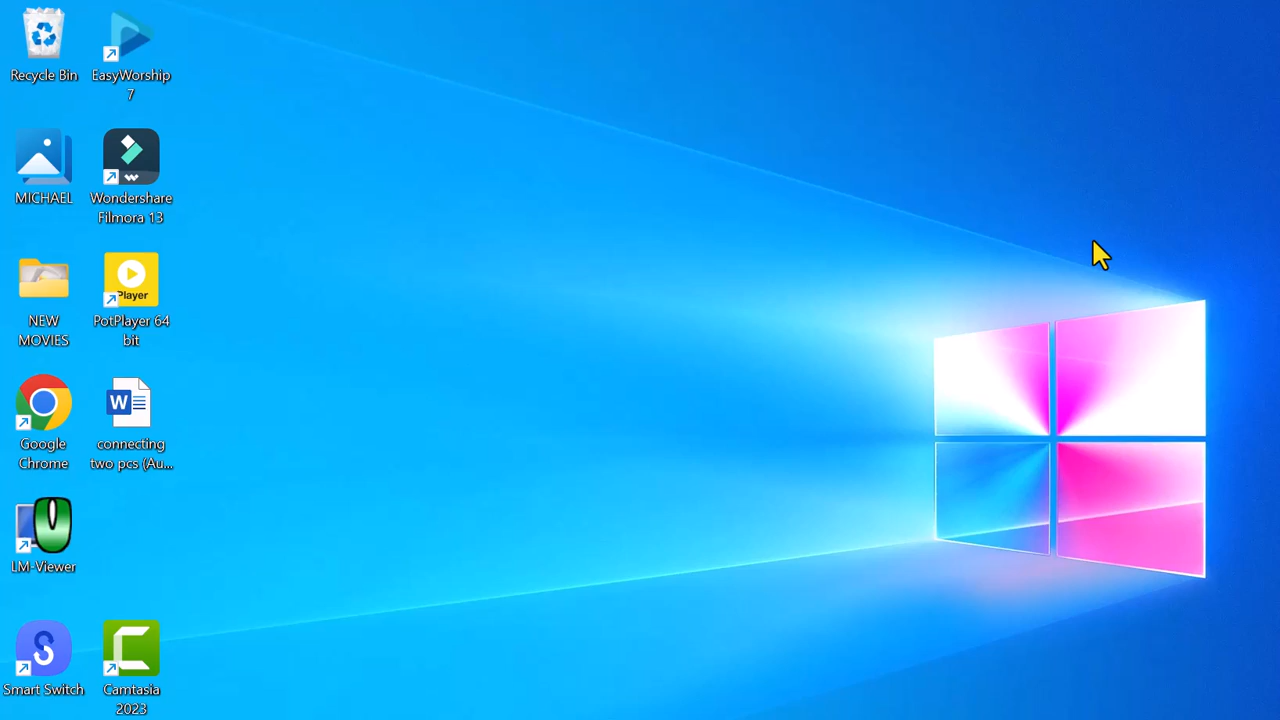 Recycle Bin
EasyWorship
7
MICHAEL
Wondershare
Filmora 13
NEW
MOVIES
Player
PotPlayer 64
bit
Google
Chrome
W
connecting
two pcs (Au...
LM-Viewer
Smart Switch
Camtasia
2023